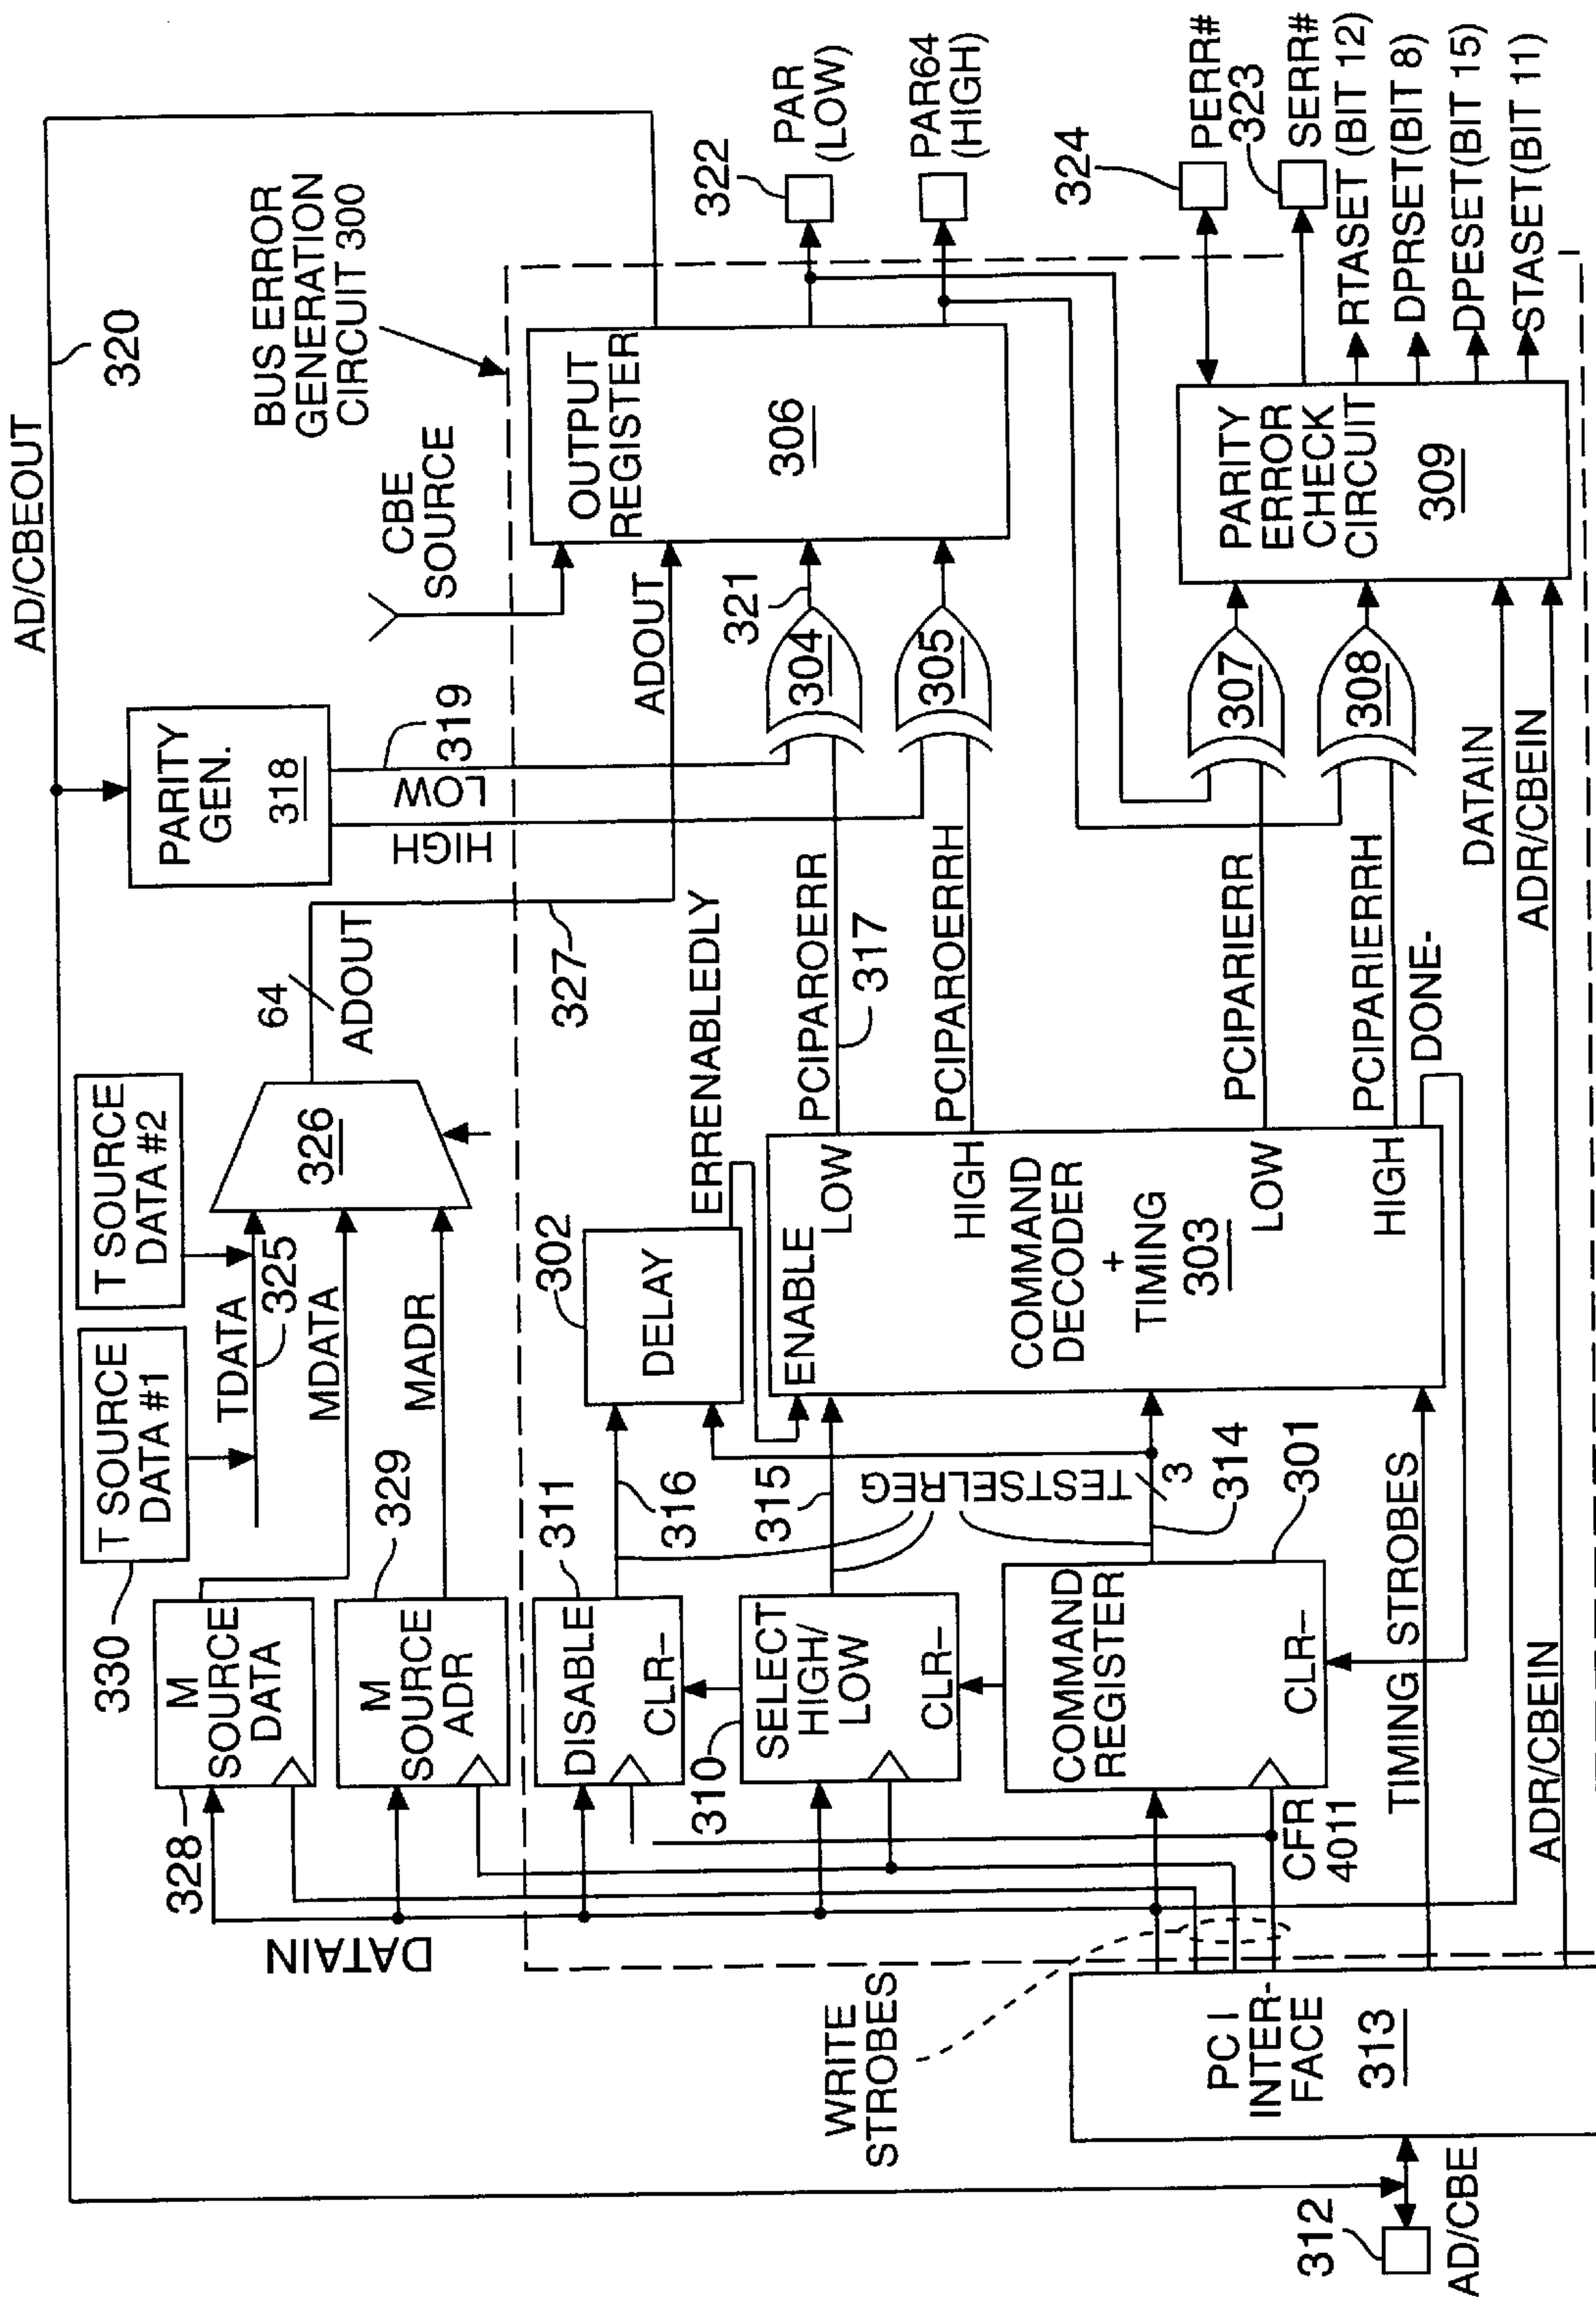 AD/CBEOUT
320
BUS ERROR
GENERATION
CIRCUIT 300
PARITY
GEN.
318
HIGH
LOW
319
CBE
SOURCE
ADOUT
OUTPUT
REGISTER
306
322
PAR
(LOW)
PAR64
(HIGH)
324
PERR#
323
SERR#
RTASET (BIT 12)
DPRSET(BIT 8)
DPESET(BIT 15)
STASET(BIT 11)
321
304
305
307
308
PARITY
ERROR
CHECK
CIRCUIT
309
DATAIN
ADR/CBEIN
T SOURCE
DATA #1
T SOURCE
DATA #2
330
TDATA
325
MDATA
MADR
326
64
ADOUT
327
M
SOURCE
DATA
328
M
SOURCE
ADR
329
DISABLE
CLR–
311
316
DELAY
302
ERRENABLEDLY
SELECT
HIGH/
LOW
CLR–
310
315
TESTSELREG
3
314
COMMAND
REGISTER
CLR–
301
CFR
4011
ENABLE
LOW
HIGH
COMMAND
DECODER
+
TIMING
303
LOW
HIGH
PCIPAROERR
317
PCIPAROERRH
PCIPARIERR
PCIPARIERRH
DONE-
TIMING STROBES
ADR/CBEIN
DATAIN
WRITE
STROBES
PC I
INTER-
FACE
313
312
AD/CBE